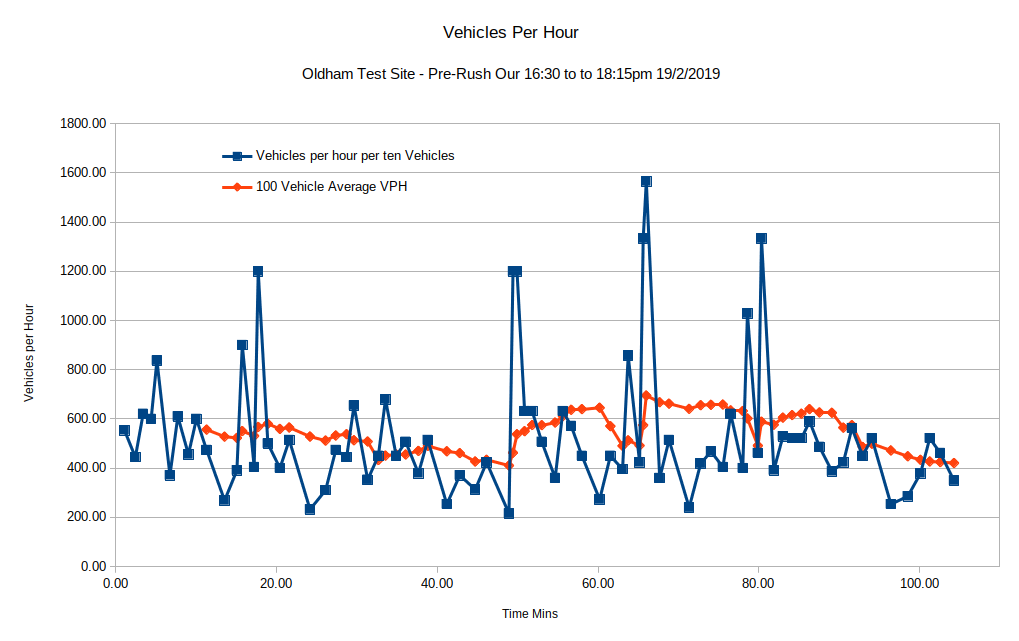 Vehicles Per Hour
Oldham Test Site - Pre-Rush Our 16:30 to to 18:15pm 19/2/2019
Vehicles per Hour
1800.00
1600.00
1400.00
1200.00
1000.00
800.00
600.00
400.00
200.00
0.00
Vehicles per hour per ten Vehicles
100 Vehicle Average VPH
0.00 20.00 40.00 60.00 80.00 100.00
Time Mins